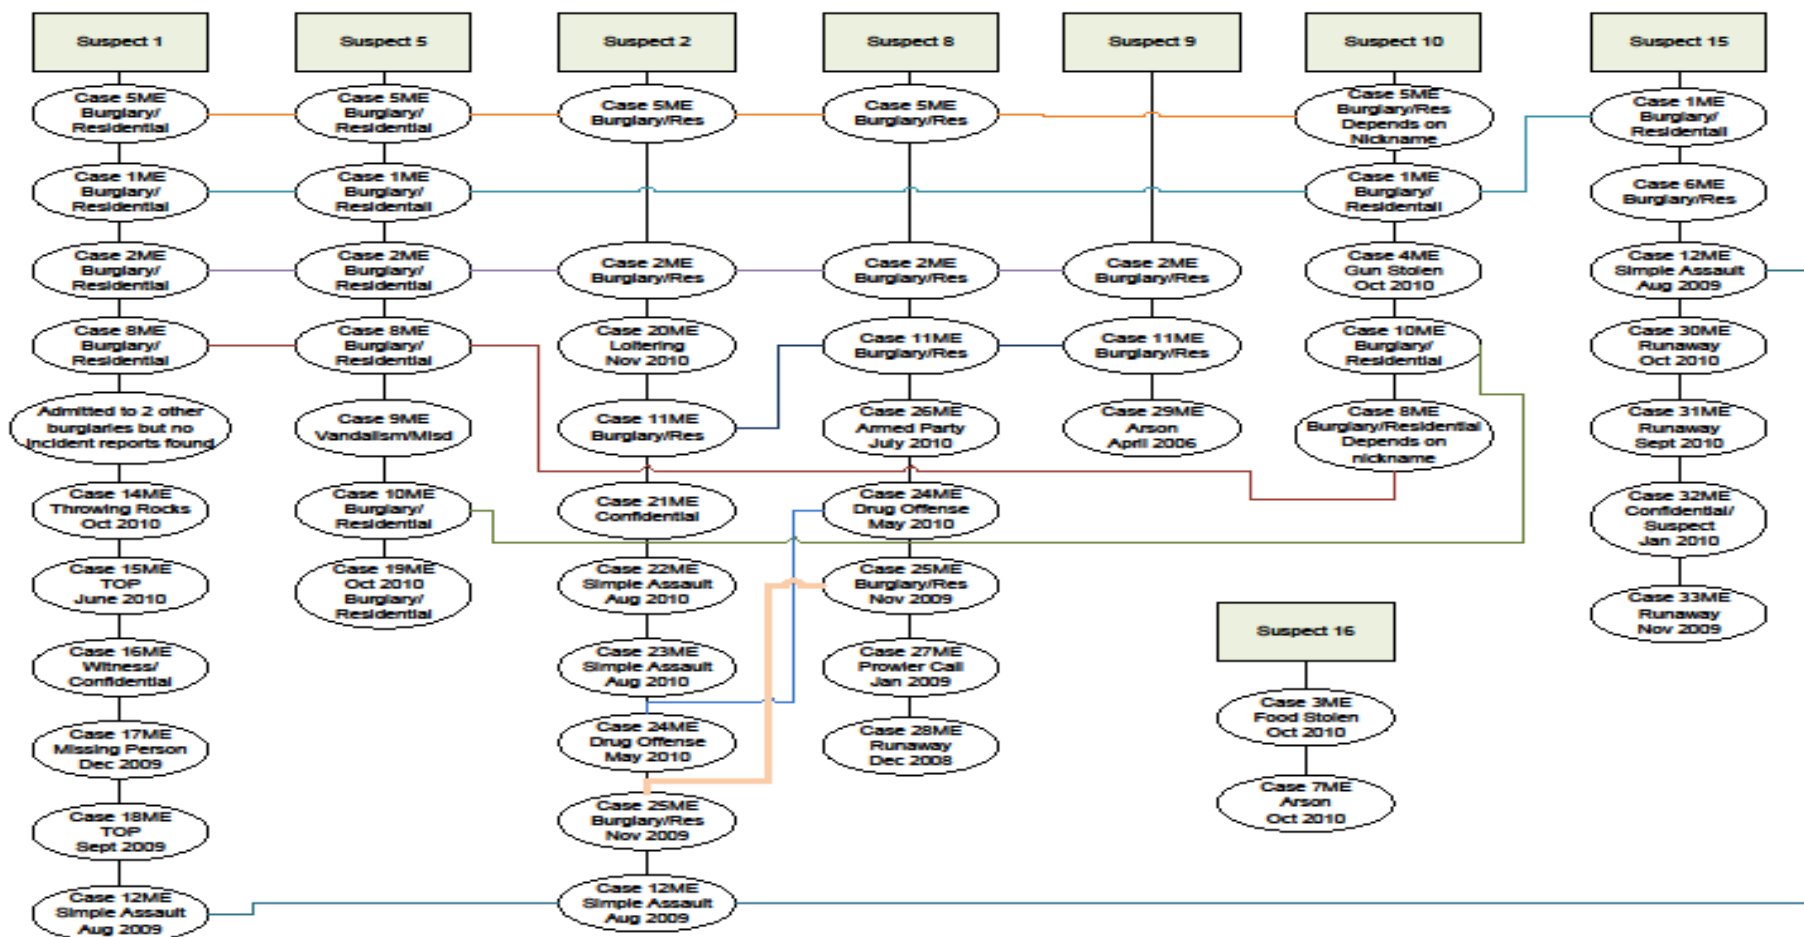 Suspect 1
Suspect 5
Suspect 2
Suspect 8
Suspect 9
Suspect 10
Suspect 15
Case 5ME
Burglary/
Residential
Case 1ME
Burglary/
Residential
Case 2ME
Burglary/
Residential
Case 8ME
Burglary/
Residential
Admitted to 2 other
burglaries but no
incident reports found
Case 14ME
Throwing Rocks
Oct 2010
Case 15ME
TOP
June 2010
Case 16ME
Witness/
Confidential
Case 17ME
Missing Person
Dec 2009
Case 18ME
TOP
Sept 2009
Case 12ME
Simple Assault
Aug 2009
Case 5ME
Burglary/
Residential
Case 1ME
Burglary/
Residentail
Case 2ME
Burglary/
Residential
Case 8ME
Burglary/
Residential
Case 9ME
Vandalism/Misd
Case 10ME
Burglary/
Residential
Case 19ME
Oct 2010
Burglary/
Residential
Case 5ME
Burglary/Res
Case 2ME
Burglary/Res
Case 20ME
Loitering
Nov 2010
Case 11ME
Burglary/Res
Case 21ME
Confidential
Case 22ME
Simple Assault
Aug 2010
Case 23ME
Simple Assault
Aug 2010
Case 24ME
Drug Offense
May 2010
Case 25ME
Burglary/Res
Nov 2009
Case 12ME
Simple Assault
Aug 2009
Case 5ME
Burglary/Res
Case 2ME
Burglary/Res
Case 11ME
Burglary/Res
Case 26ME
Armed Party
July 2010
Case 24ME
Drug Offense
May 2010
Case 25ME
Burglary/Res
Nov 2009
Case 27ME
Prowler Call
Jan 2009
Case 28ME
Runaway
Dec 2008
Case 2ME
Burglary/Res
Case 11ME
Burglary/Res
Case 29ME
Arson
April 2006
Case 5ME
Burglary/Res
Depends on
Nickname
Case 1ME
Burglary/
Residentail
Case 4ME
Gun Stolen
Oct 2010
Case 10ME
Burglary/
Residential
Case 8ME
Burglary/Residential
Depends on
nickname
Suspect 16
Case 3ME
Food Stolen
Oct 2010
Case 7ME
Arson
Oct 2010
Case 1ME
Burglary/
Residentail
Case 6ME
Burglary/Res
Case 12ME
Simple Assault
Aug 2009
Case 30ME
Runaway
Oct 2010
Case 31ME
Runaway
Sept 2010
Case 32ME
Confidential/
Suspect
Jan 2010
Case 33ME
Runaway
Nov 2009